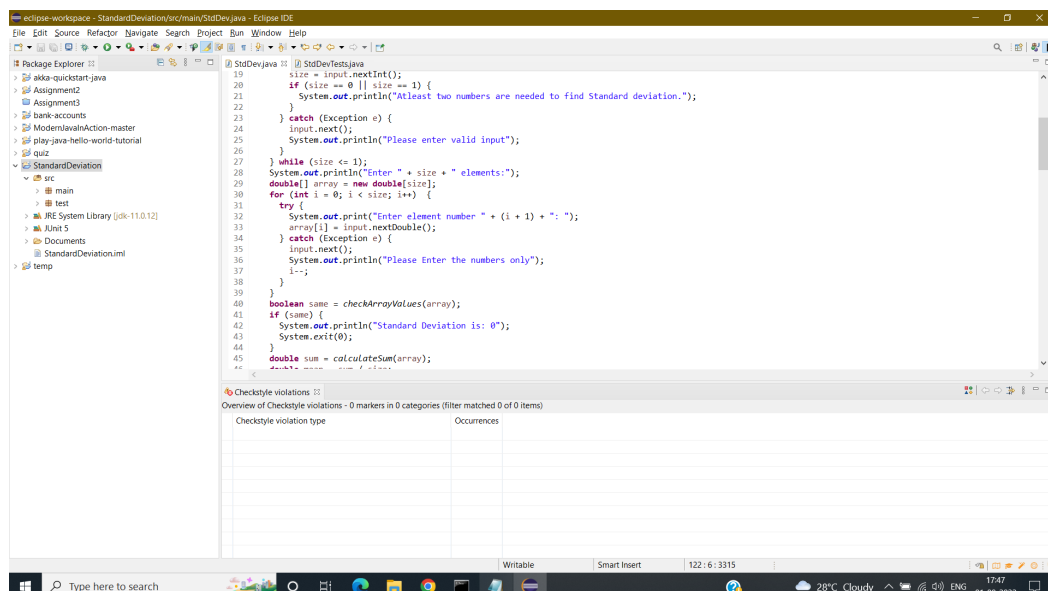 eclipse-workspace - StandardDeviation/src/main/StdDev.java - Eclipse IDE
File Edit Source Refactor Navigate Search Project Run Window Help
Package Explorer
akka-quickstart-java
Assignment2
Assignment3
bank-accounts
ModernJavaInAction-master
play-java-hello-world-tutorial
quiz
StandardDeviation
src
main
test
JRE System Library [jdk-11.0.12]
JUnit 5
Documents
StandardDeviation.iml
temp
StdDev.java StdDevTests.java
19 size = input.nextInt();
20 if (size == 0 || size == 1) {
21 System.out.println("Atleast two numbers are needed to find Standard deviation.");
22 }
23 } catch (Exception e) {
24 input.next();
25 System.out.println("Please enter valid input");
26 }
27 } while (size <= 1);
28 System.out.println("Enter " + size + " elements:");
29 double[] array = new double[size];
30 for (int i = 0; i < size; i++) {
31 try {
32 System.out.print("Enter element number " + (i + 1) + ": ");
33 array[i] = input.nextDouble();
34 } catch (Exception e) {
35 input.next();
36 System.out.println("Please Enter the numbers only");
37 i--;
38 }
39 }
40 boolean same = checkArrayValues(array);
41 if (same) {
42 System.out.println("Standard Deviation is: 0");
43 System.exit(0);
44 }
45 double sum = calculateSum(array);
46 double mean = sum / size;
Checkstyle violations
Overview of Checkstyle violations - 0 markers in 0 categories (filter matched 0 of 0 items)
Checkstyle violation type Occurrences
Writable Smart Insert 122 : 6 : 3315
Type here to search
28°C Cloudy ENG 17:47